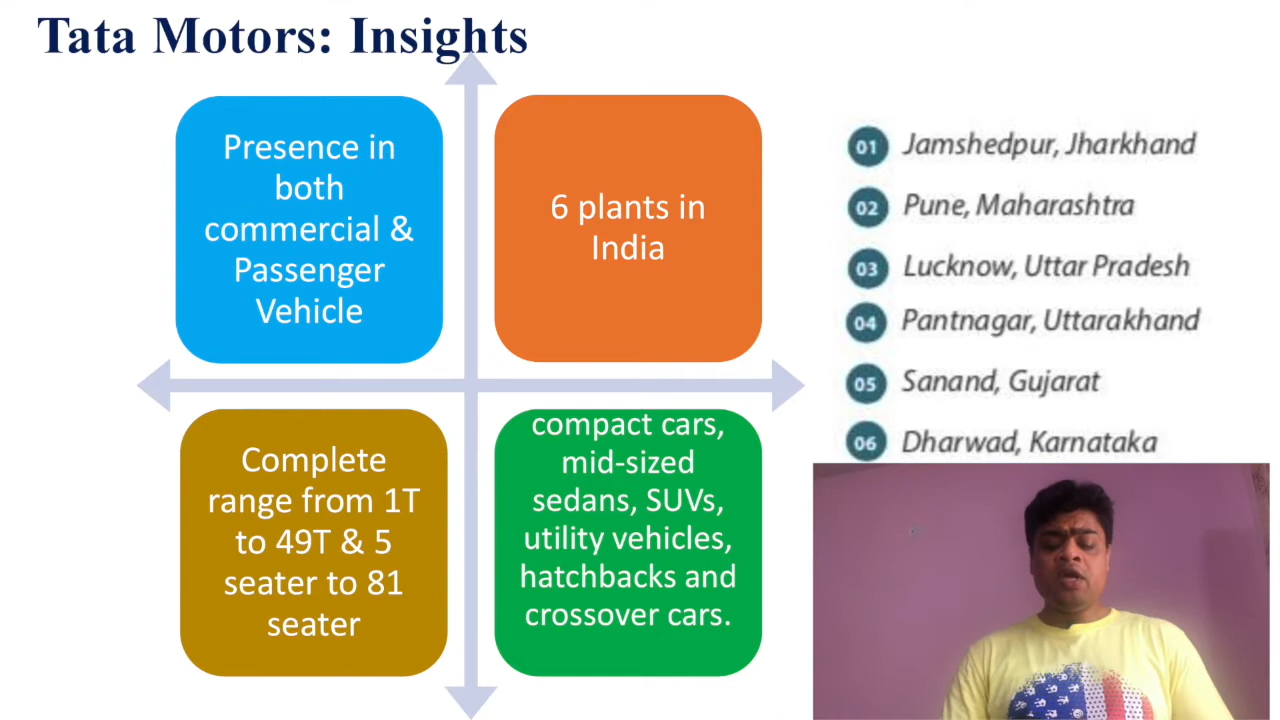 Tata Motors: Insights
Presence in
both
commercial &
Passenger
Vehicle
6 plants in
India
Complete
range from 1T
to 49T & 5
seater to 81
seater
compact cars,
mid-sized
sedans, SUVs,
utility vehicles,
hatchbacks and
crossover cars.
01 Jamshedpur, Jharkhand
02 Pune, Maharashtra
03 Lucknow, Uttar Pradesh
04 Pantnagar, Uttarakhand
05 Sanand, Gujarat
06 Dharwad, Karnataka